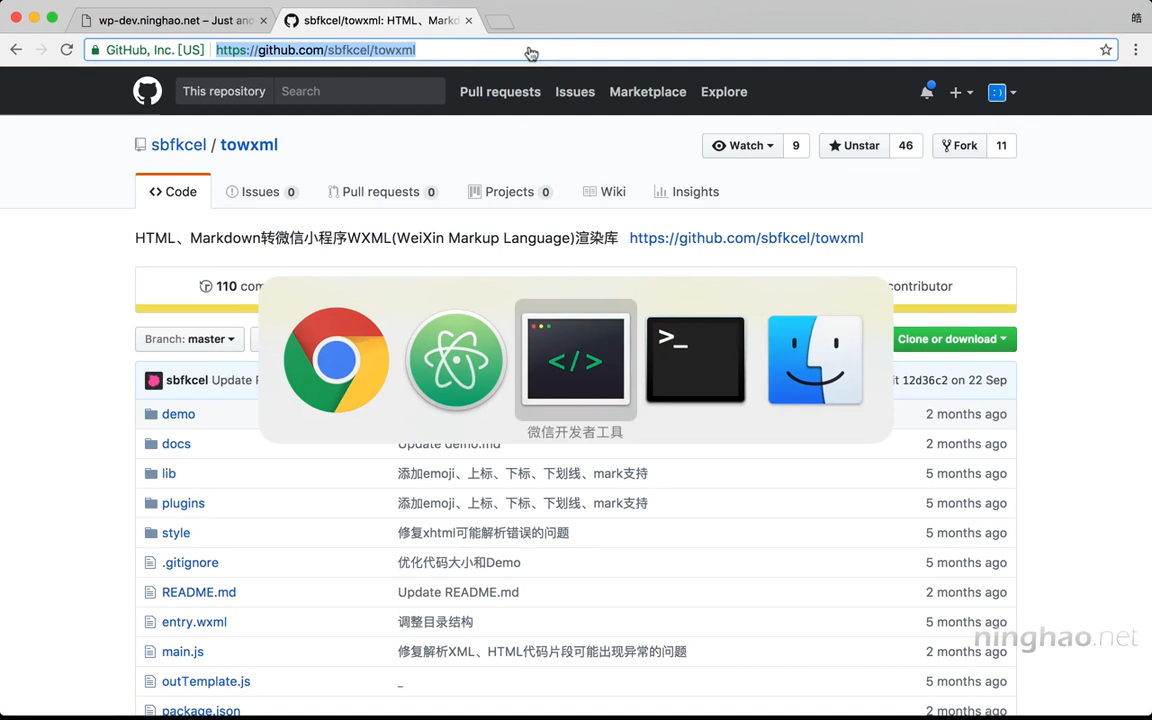 wp-dev.ninghao.net – Just ano
sbfkcel/towxml: HTML、Markd
皓
GitHub, Inc. [US]
https://github.com/sbfkcel/towxml
This repository
Search
Pull requests
Issues
Marketplace
Explore
sbfkcel / towxml
Watch 9
Unstar 46
Fork 11
Code
Issues 0
Pull requests 0
Projects 0
Wiki
Insights
HTML、Markdown转微信小程序WXML(WeiXin Markup Language)渲染库 https://github.com/sbfkcel/towxml
110 com
contributor
Branch: master
Clone or download
sbfkcel Update
12d36c2 on 22 Sep
>_
</>
微信开发者工具
demo 2 months ago
docs Update demo.md 2 months ago
lib 添加emoji、上标、下标、下划线、mark支持 5 months ago
plugins 添加emoji、上标、下标、下划线、mark支持 5 months ago
style 修复xhtml可能解析错误的问题 5 months ago
.gitignore 优化代码大小和Demo 5 months ago
README.md Update README.md 2 months ago
entry.wxml 调整目录结构 5 months ago
main.js 修复解析XML、HTML代码片段可能出现异常的问题 2 months ago
outTemplate.js _ 5 months ago
package.json 2 months ago
ninghao.net